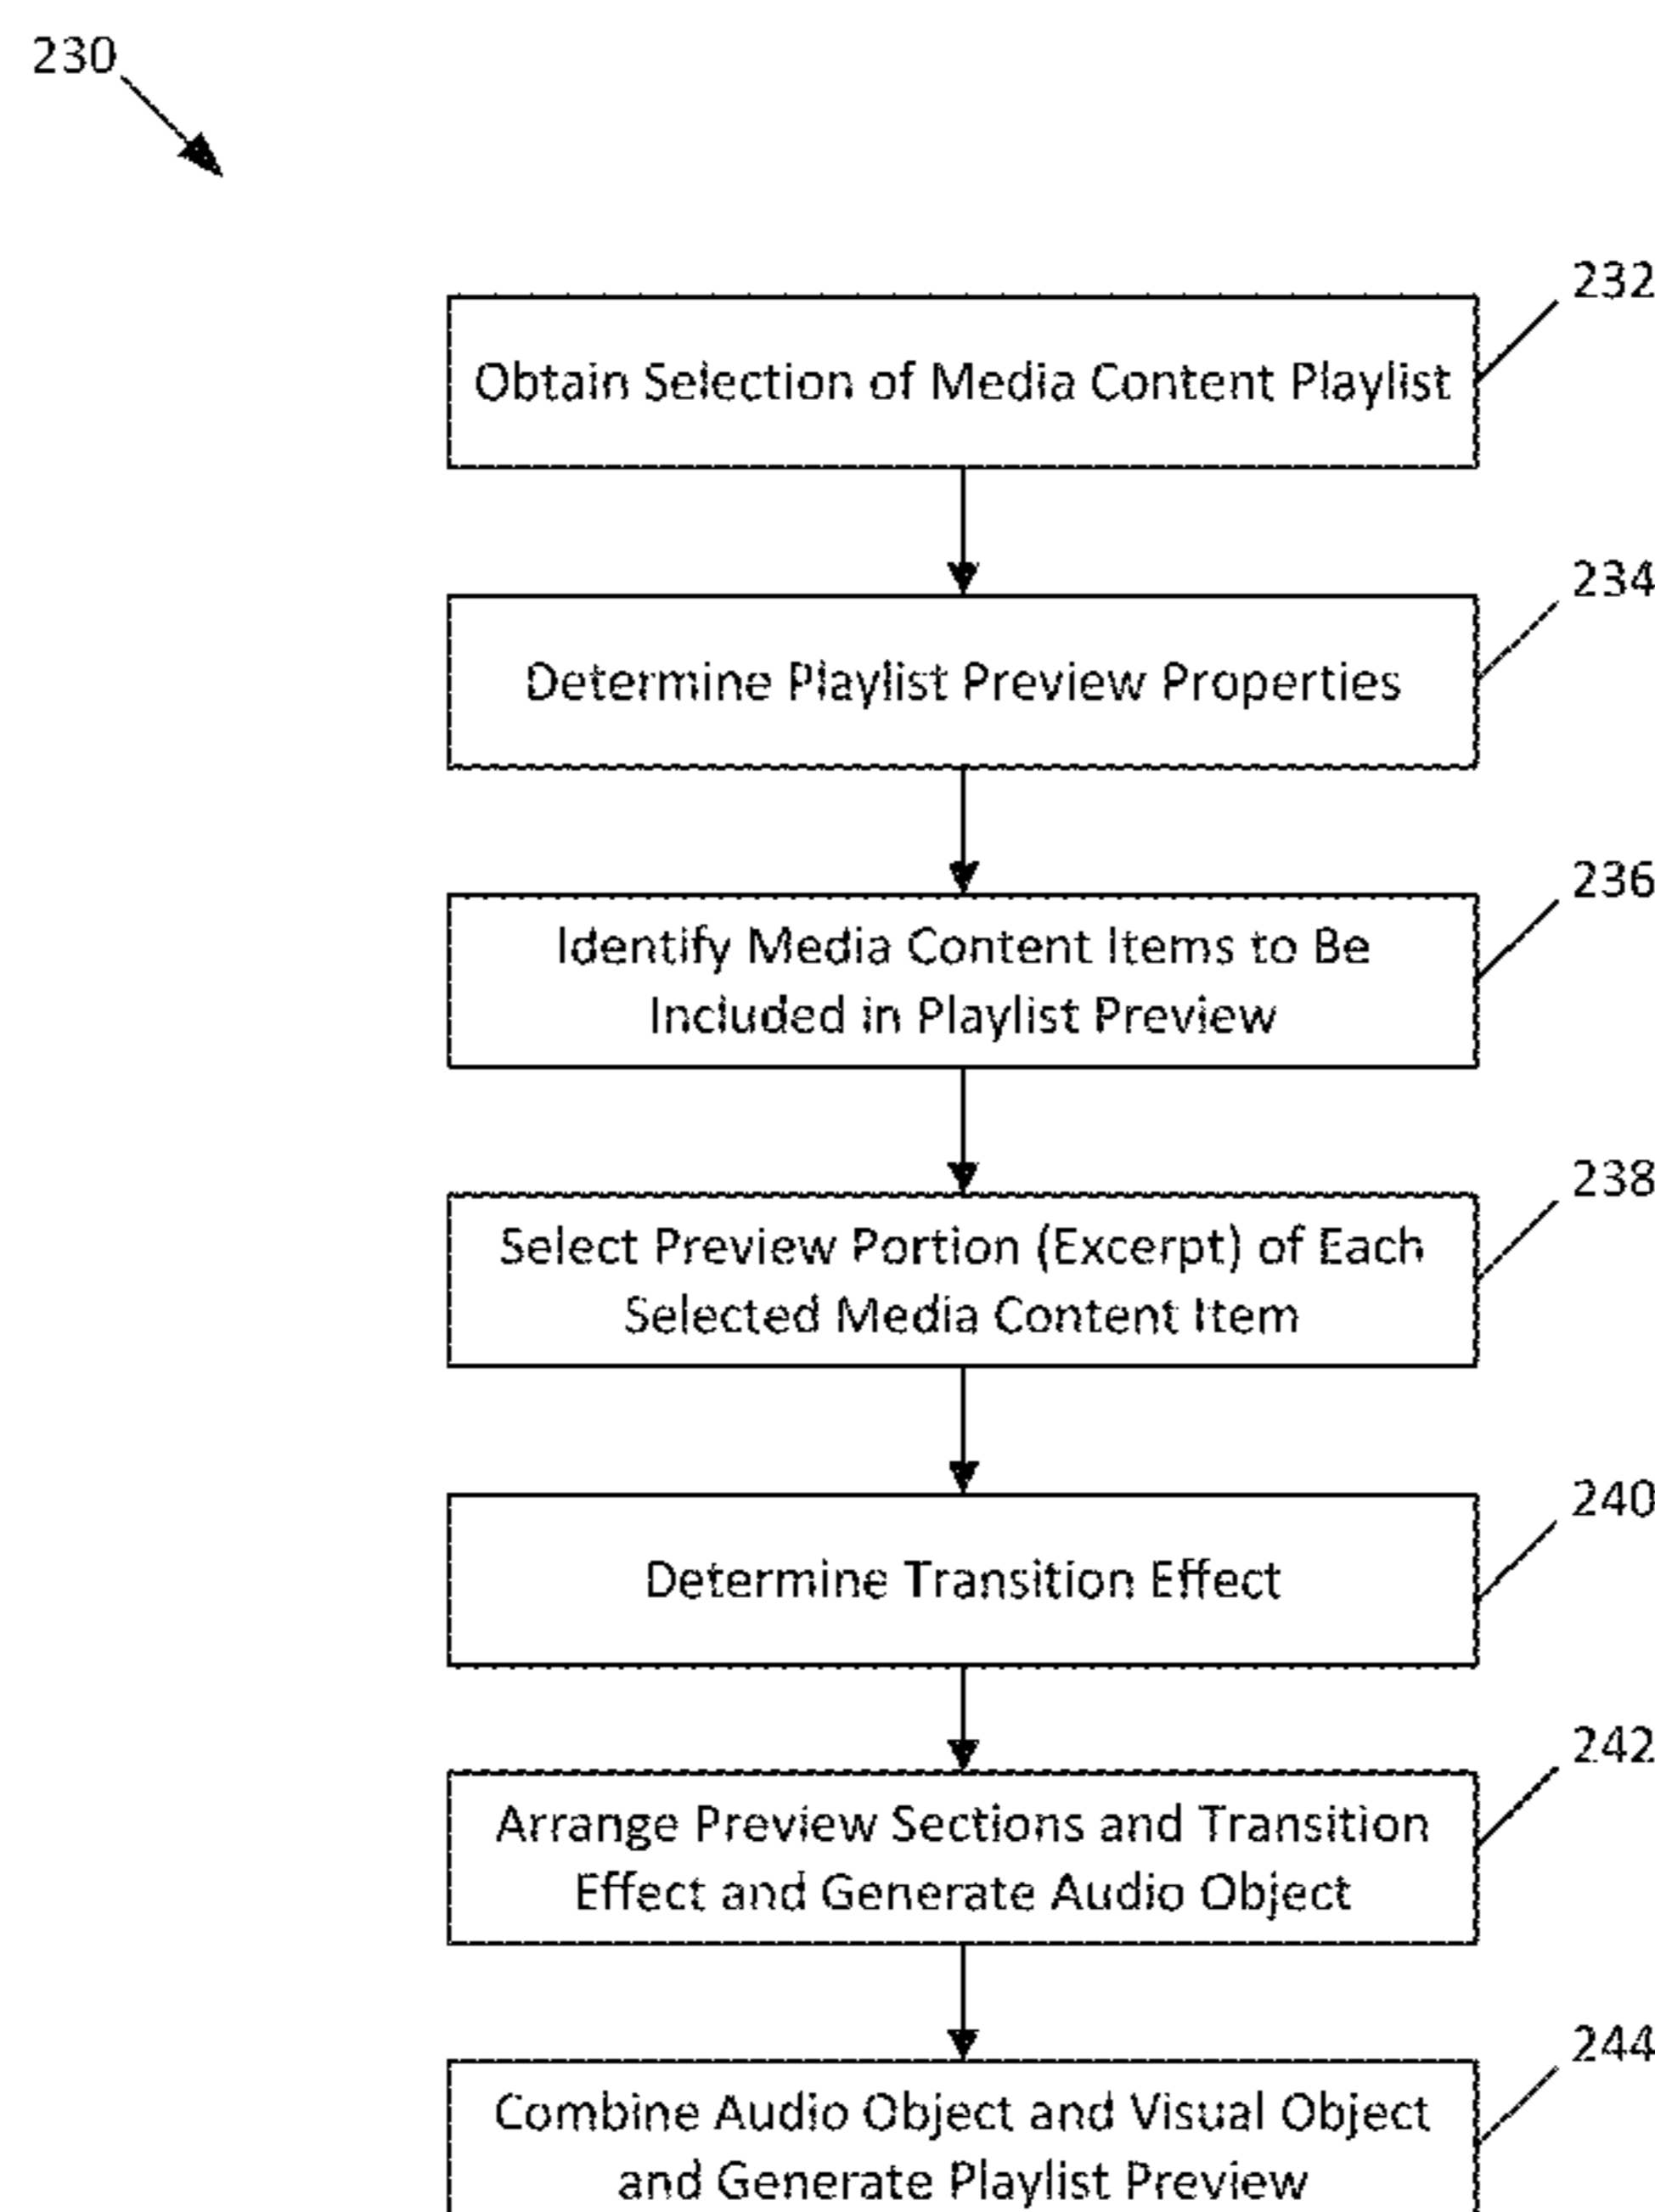 230
232
Obtain Selection of Media Content Playlist
234
Determine Playlist Preview Properties
236
Identify Media Content Items to Be
Included in Playlist Preview
238
Select Preview Portion (Excerpt) of Each
Selected Media Content Item
240
Determine Transition Effect
242
Arrange Preview Sections and Transition
Effect and Generate Audio Object
244
Combine Audio Object and Visual Object
and Generate Playlist Preview